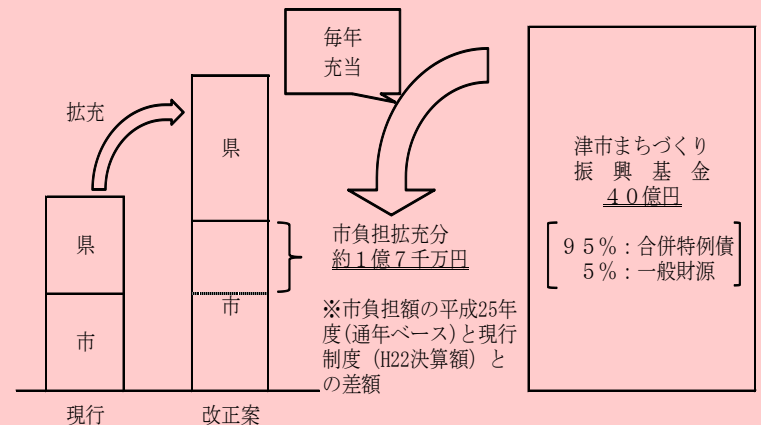 毎年
充当
拡充
県
市
県
市
現行
改正案
市負担拡充分
約１億７千万円
※市負担額の平成25年
度(通年ベース)と現行
制度（H22決算額）と
の差額
津市まちづくり
振　興　基　金
４０億円
９５％：合併特例債
５％：一般財源